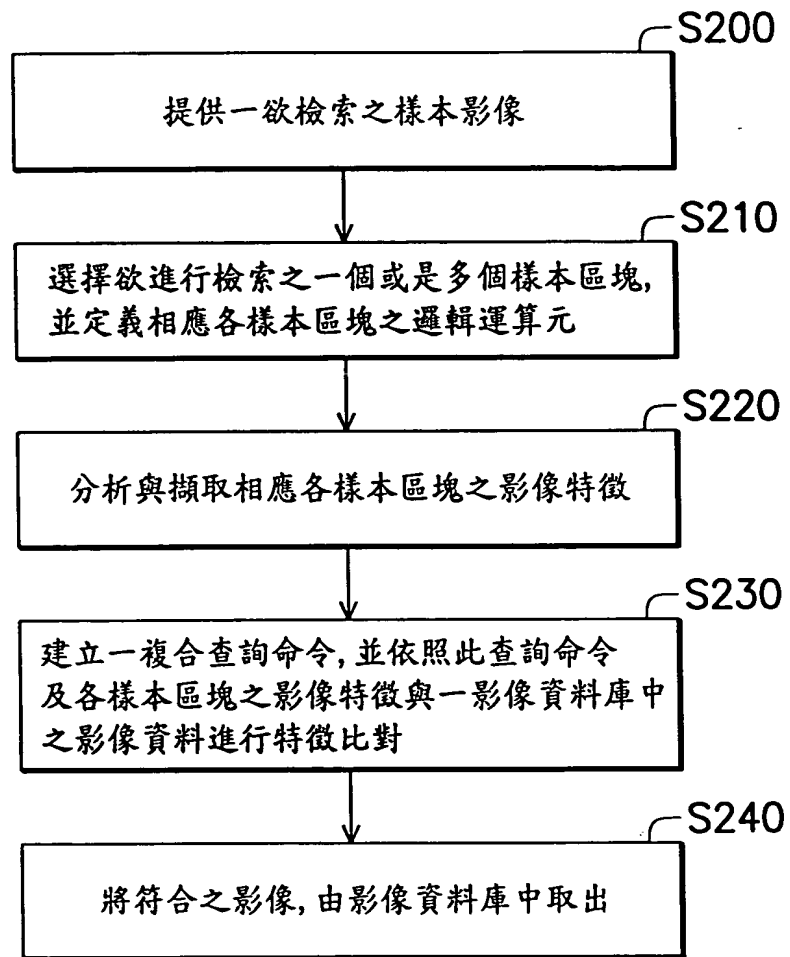 S200
提供一欲檢索之樣本影像
S210
選擇欲進行檢索之一個或是多個樣本區塊,
並定義相應各樣本區塊之邏輯運算元
S220
分析與擷取相應各樣本區塊之影像特徵
S230
建立一複合查詢命令,並依照此查詢命令
及各樣本區塊之影像特徵與一影像資料庫中
之影像資料進行特徵比對
S240
將符合之影像,由影像資料庫中取出